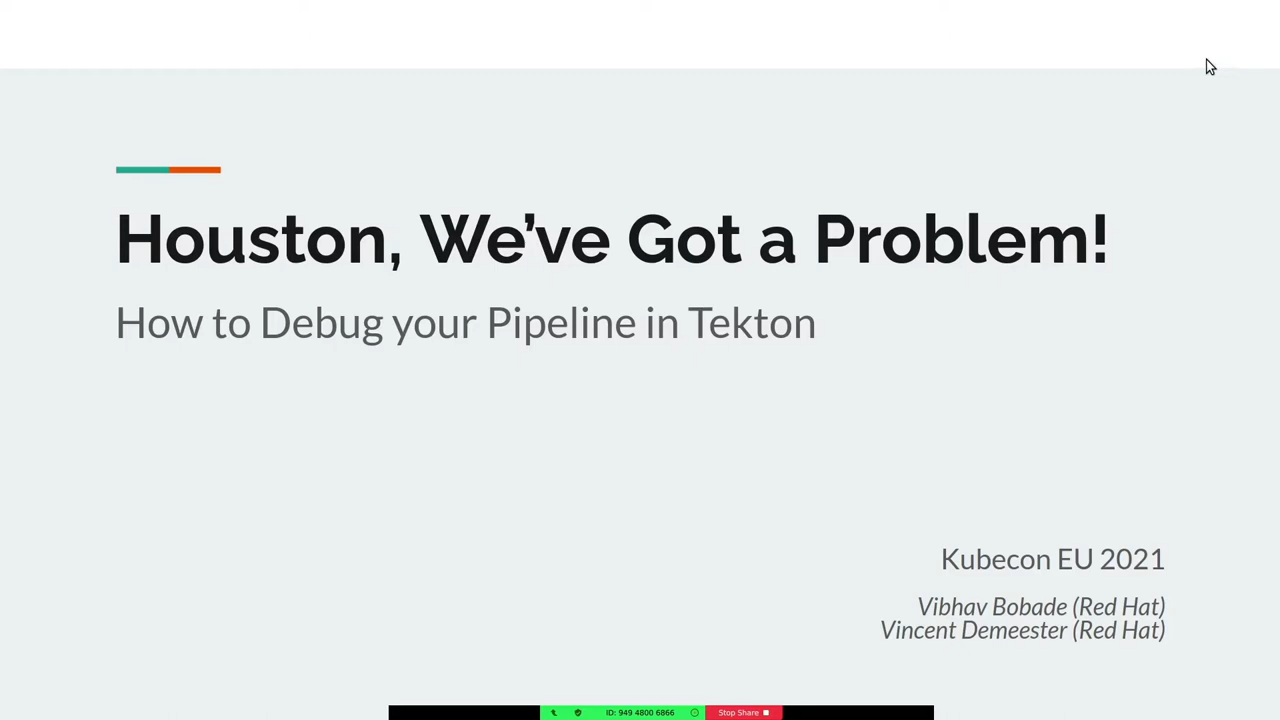 Houston, We’ve Got a Problem!
How to Debug your Pipeline in Tekton
Kubecon EU 2021
Vibhav Bobade (Red Hat)
Vincent Demeester (Red Hat)
ID: 949 4800 6866
Stop Share